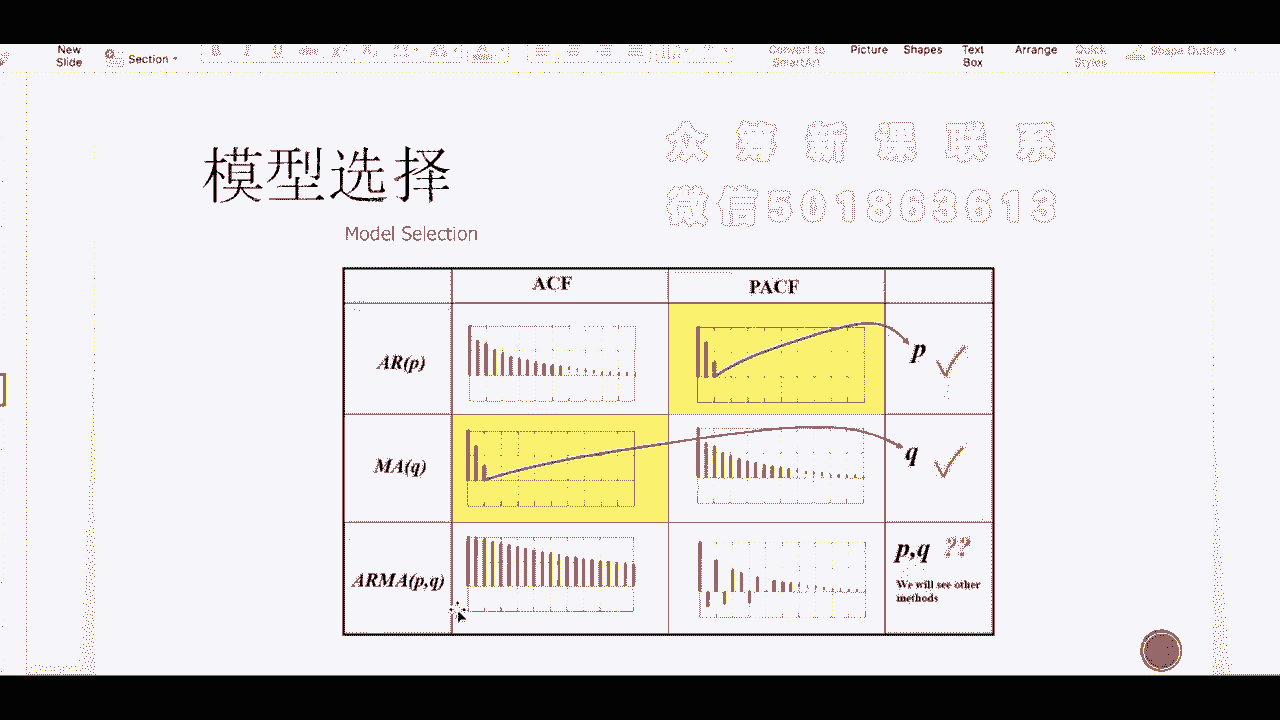 New
Slide
Section
Convert to
SmartArt
Picture
Shapes
Text
Box
Arrange
Quick
Styles
Shape Outline
众筹新课联系
微信501863613
模型选择
Model Selection
ACF
PACF
AR(p)
p
MA(q)
q
ARMA(p,q)
p,q ??
We will see other
methods